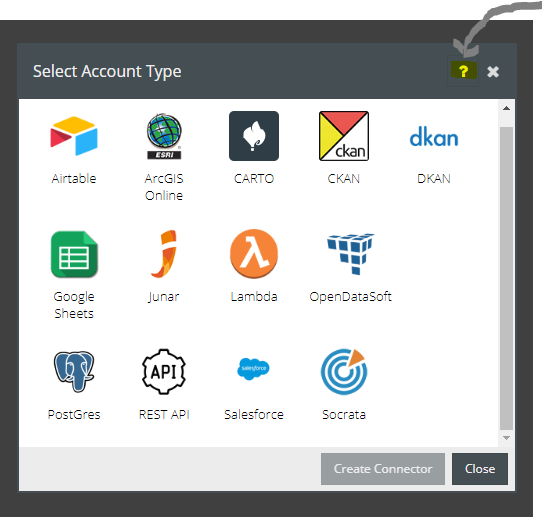 Select Account Type ?
ESRI
ckan
dkan
Airtable
ArcGIS
Online
CARTO
CKAN
DKAN
Google
Sheets
Junar
Lambda
OpenDataSoft
API
salesforce
PostGres
REST API
Salesforce
Socrata
Create Connector
Close